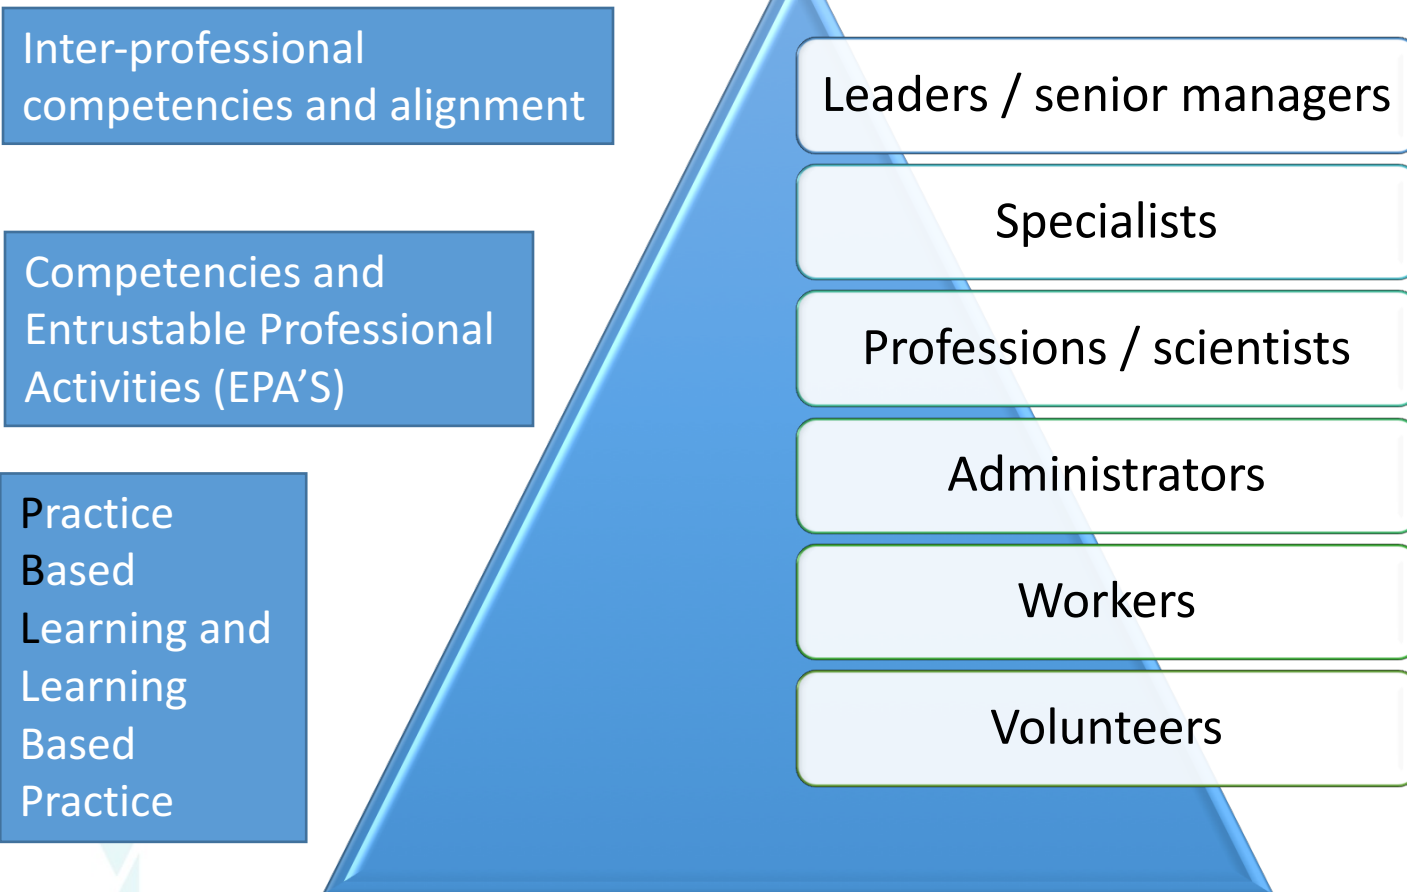 Inter-professional
competencies and alignment
Competencies and
Entrustable Professional
Activities (EPA’S)
Practice
Based
Learning and
Learning
Based
Practice
Leaders / senior managers
Specialists
Professions / scientists
Administrators
Workers
Volunteers